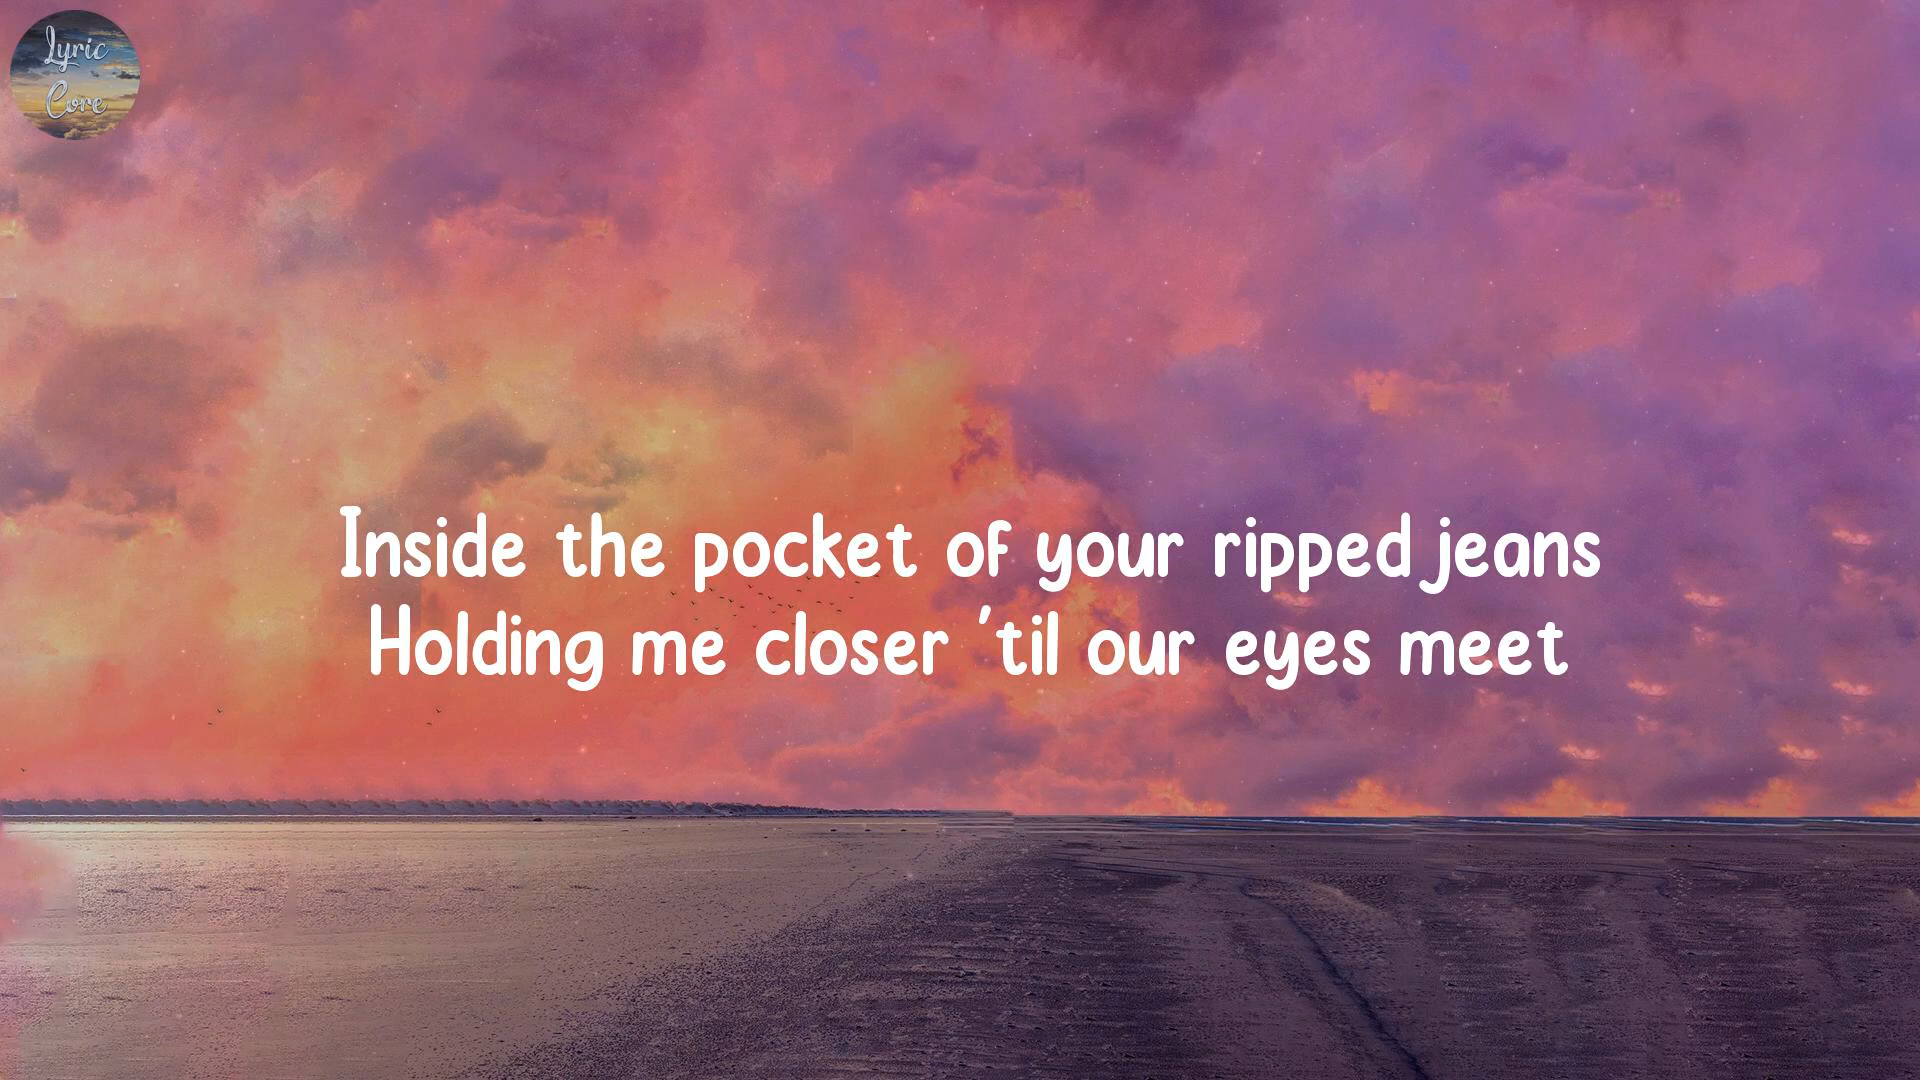 Lyric
Core
Inside the pocket of your ripped jeans
Holding me closer 'til our eyes meet